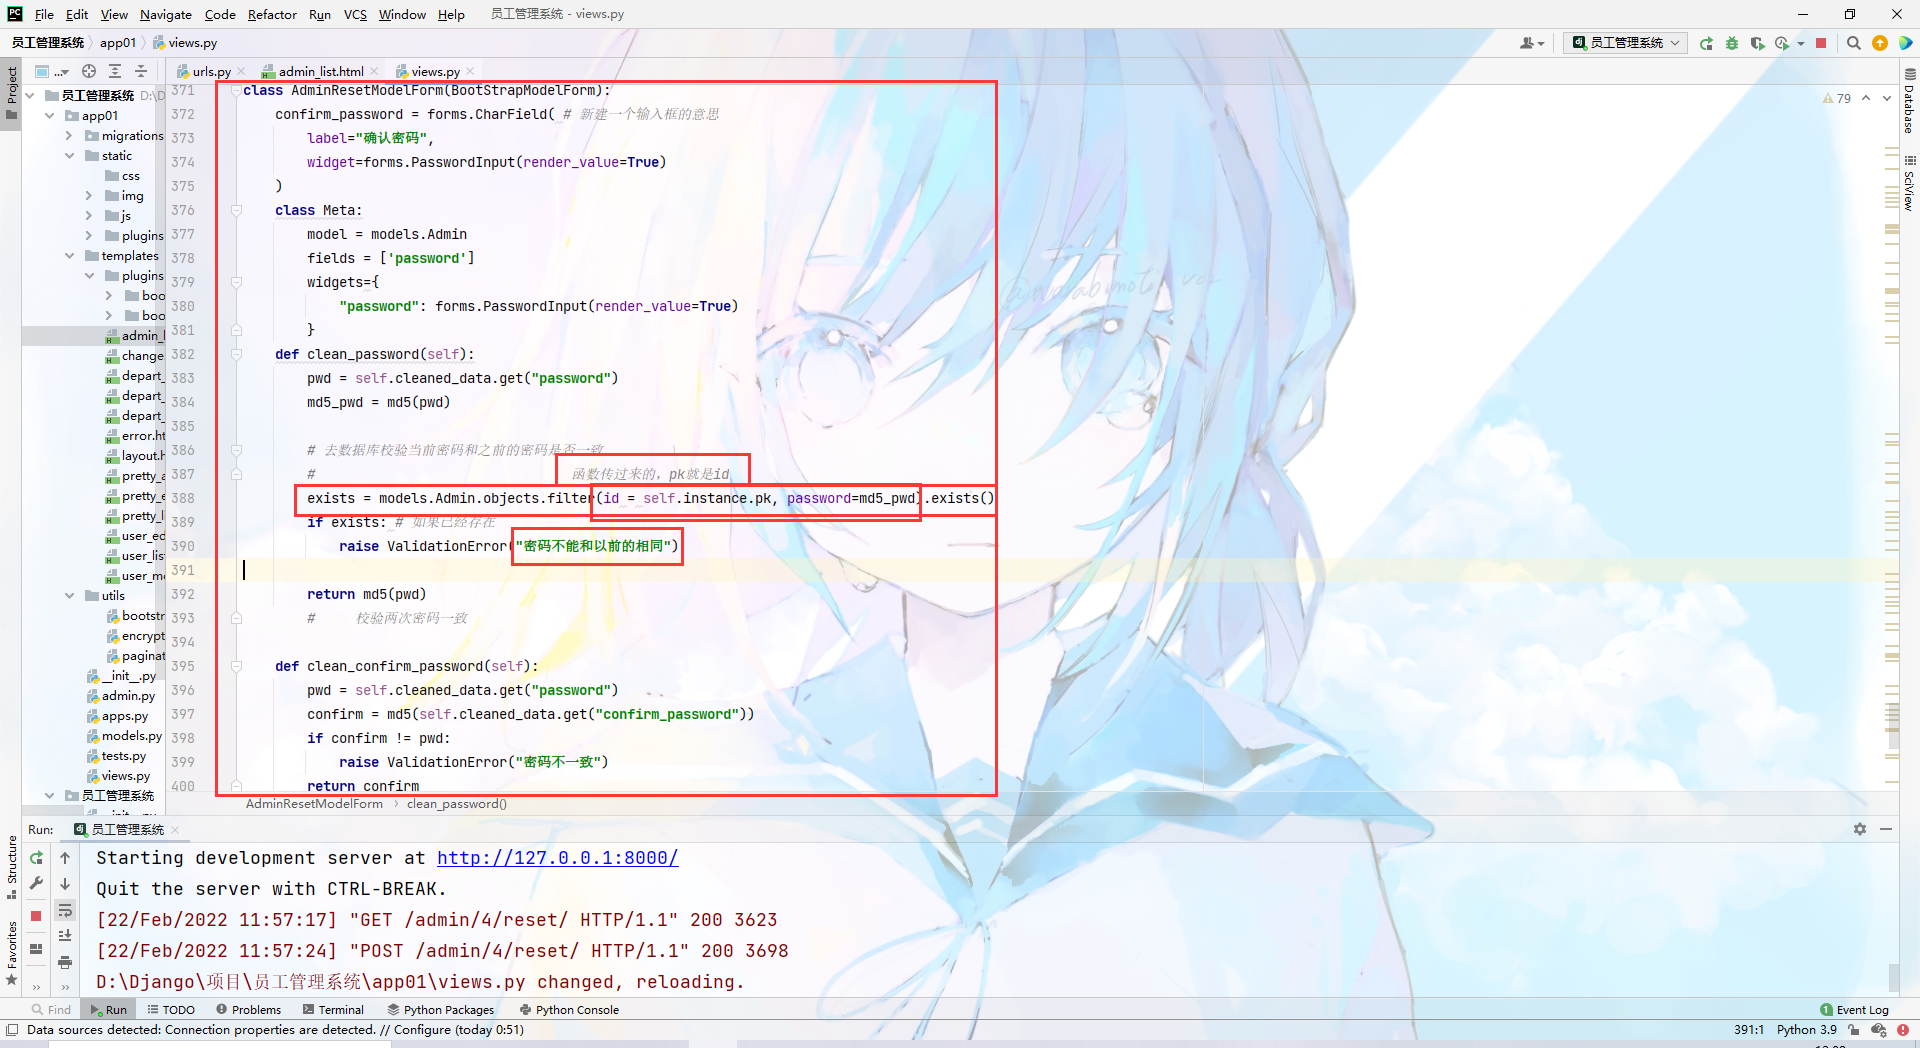 File Edit View Navigate Code Refactor Run VCS Window Help 员工管理系统 - views.py
员工管理系统 app01 views.py
员工管理系统
urls.py admin_list.html views.py
Project
员工管理系统 D:\D
app01
migrations
static
css
img
js
plugins
templates
plugins
boo
boo
admin_l
change
depart_
depart_
depart_
error.ht
layout.h
pretty_a
pretty_e
pretty_li
user_ed
user_lis
user_mo
utils
bootstr
encrypt
paginat
__init__.py
admin.py
apps.py
models.py
tests.py
views.py
员工管理系统
__init__.py
371 class AdminResetModelForm(BootStrapModelForm):
372 confirm_password = forms.CharField( # 新建一个输入框的意思
373 label="确认密码",
374 widget=forms.PasswordInput(render_value=True)
375 )
376 class Meta:
377 model = models.Admin
378 fields = ['password']
379 widgets={
380 "password": forms.PasswordInput(render_value=True)
381 }
382 def clean_password(self):
383 pwd = self.cleaned_data.get("password")
384 md5_pwd = md5(pwd)
385
386 # 去数据库校验当前密码和之前的密码是否一致
387 # 函数传过来的，pk就是id
388 exists = models.Admin.objects.filter(id = self.instance.pk, password=md5_pwd).exists()
389 if exists: # 如果已经存在
390 raise ValidationError("密码不能和以前的相同")
391
392 return md5(pwd)
393 # 校验两次密码一致
394
395 def clean_confirm_password(self):
396 pwd = self.cleaned_data.get("password")
397 confirm = md5(self.cleaned_data.get("confirm_password"))
398 if confirm != pwd:
399 raise ValidationError("密码不一致")
400 return confirm
79
Database
SciView
AdminResetModelForm clean_password()
Run: 员工管理系统
Structure
Favorites
Starting development server at http://127.0.0.1:8000/
Quit the server with CTRL-BREAK.
[22/Feb/2022 11:57:17] "GET /admin/4/reset/ HTTP/1.1" 200 3623
[22/Feb/2022 11:57:24] "POST /admin/4/reset/ HTTP/1.1" 200 3698
D:\Django\项目\员工管理系统\app01\views.py changed, reloading.
Find Run TODO Problems Terminal Python Packages Python Console 1 Event Log
Data sources detected: Connection properties are detected. // Configure (today 0:51) 391:1 Python 3.9